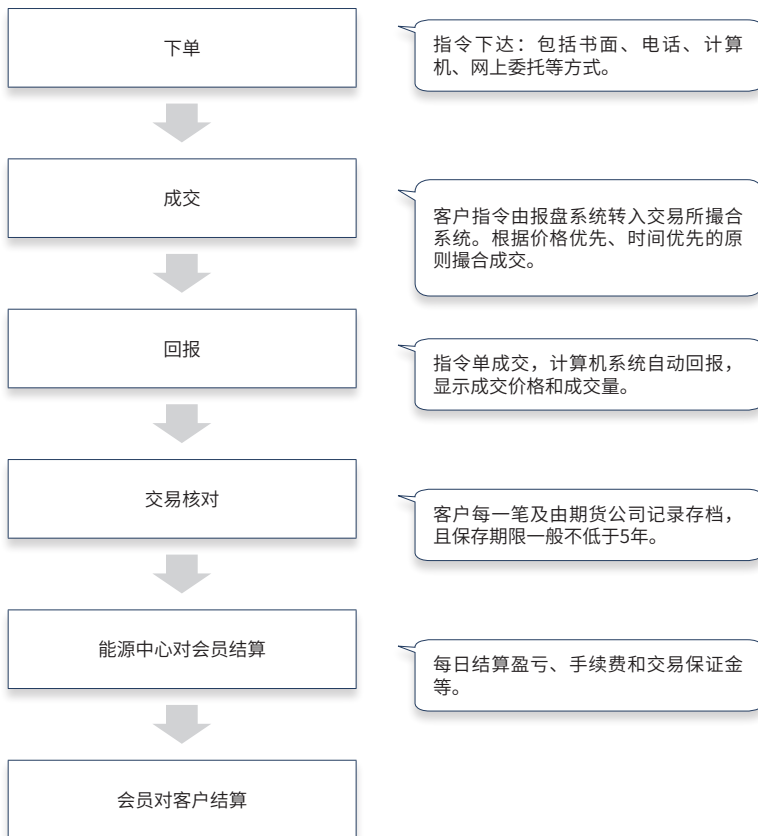 下单
指令下达：包括书面、电话、计算
机、网上委托等方式。
成交
客户指令由报盘系统转入交易所撮合
系统。根据价格优先、时间优先的原
则撮合成交。
回报
指令单成交，计算机系统自动回报，
显示成交价格和成交量。
交易核对
客户每一笔及由期货公司记录存档，
且保存期限一般不低于5年。
能源中心对会员结算
每日结算盈亏、手续费和交易保证金
等。
会员对客户结算